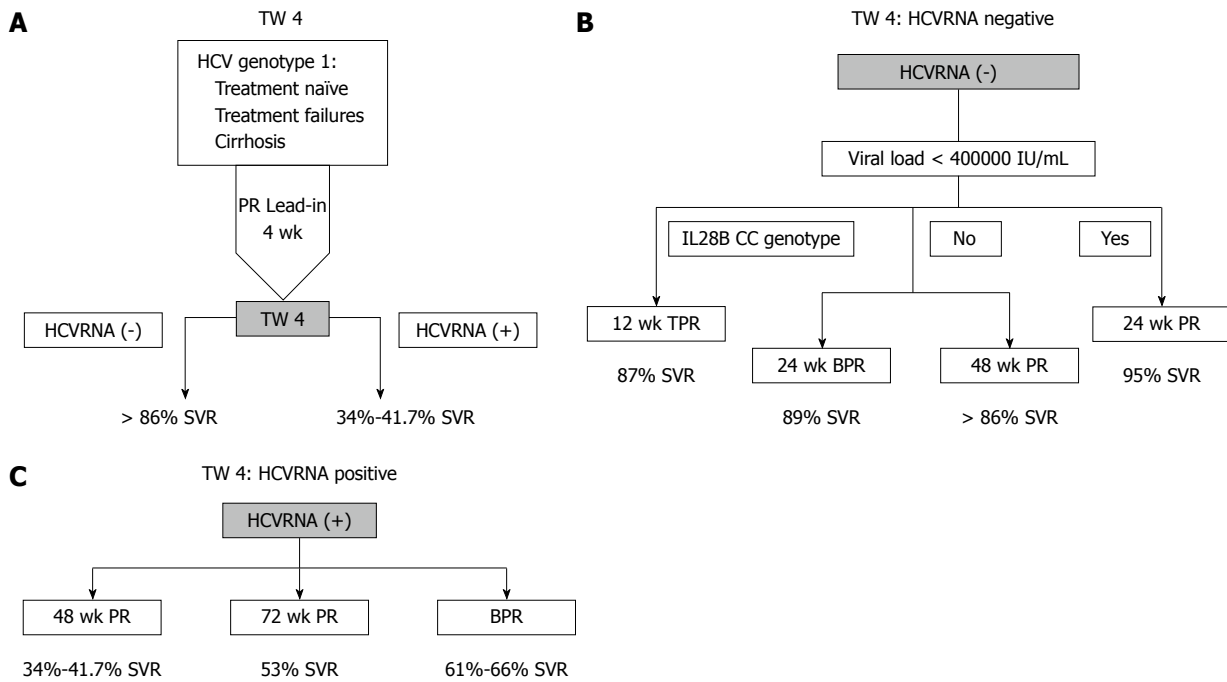 A
TW 4
HCV genotype 1:
Treatment naïve
Treatment failures
Cirrhosis
PR Lead-in
4 wk
HCVRNA (-)
TW 4
HCVRNA (+)
> 86% SVR
34%-41.7% SVR
B
TW 4: HCVRNA negative
HCVRNA (-)
Viral load < 400000 IU/mL
IL28B CC genotype
No
Yes
12 wk TPR
24 wk BPR
48 wk PR
24 wk PR
87% SVR
89% SVR
> 86% SVR
95% SVR
C
TW 4: HCVRNA positive
HCVRNA (+)
48 wk PR
72 wk PR
BPR
34%-41.7% SVR
53% SVR
61%-66% SVR